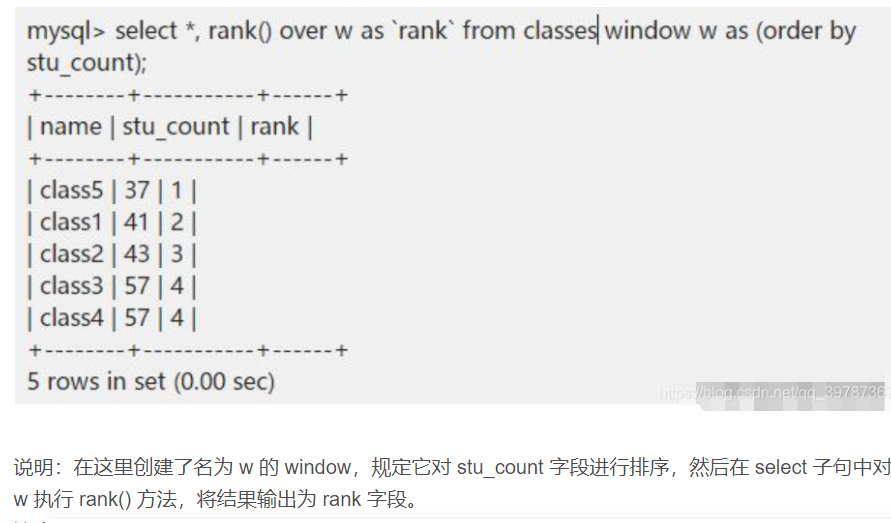 mysql> select *, rank() over w as `rank` from classes window w as (order by
stu_count);
+--------+-----------+------+
| name | stu_count | rank |
+--------+-----------+------+
| class5 | 37 | 1 |
| class1 | 41 | 2 |
| class2 | 43 | 3 |
| class3 | 57 | 4 |
| class4 | 57 | 4 |
+--------+-----------+------+
5 rows in set (0.00 sec)
https://blog.csdn.net/qq_39787367
说明：在这里创建了名为 w 的 window，规定它对 stu_count 字段进行排序，然后在 select 子句中对
w 执行 rank() 方法，将结果输出为 rank 字段。